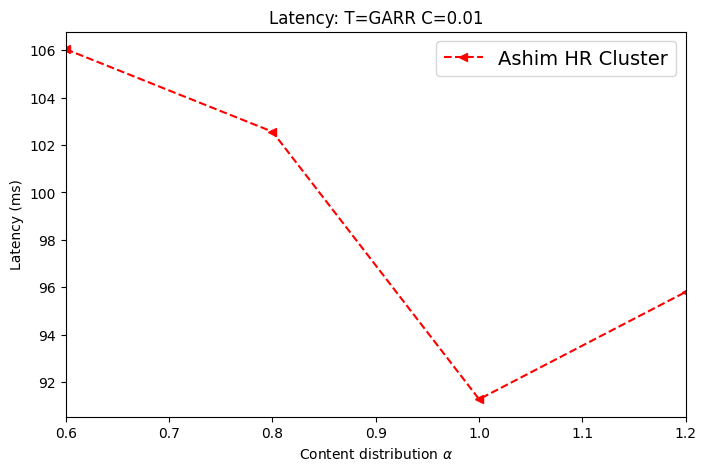 Latency: T=GARR C=0.01
Ashim HR Cluster
Latency (ms)
106
104
102
100
98
96
94
92
0.6 0.7 0.8 0.9 1.0 1.1 1.2
Content distribution α